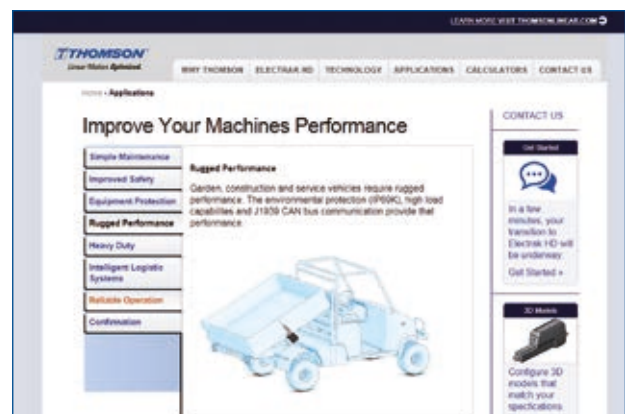 LEARN MORE VISIT THOMSONLINEAR.COM
THOMSON
Linear Motion. Optimized.
WHY THOMSON ELECTRAK HD TECHNOLOGY APPLICATIONS CALCULATORS CONTACT US
Home › Applications
Improve Your Machines Performance
Simple Maintenance
Improved Safety
Equipment Protection
Rugged Performance
Heavy Duty
Intelligent Logistic
Systems
Reliable Operation
Confirmation
Rugged Performance
Garden, construction and service vehicles require rugged
performance. The environmental protection (IP69K), high load
capabilities and J1939 CAN bus communication provide that
performance.
CONTACT US
Get Started
In a few
minutes, your
transition to
Electrak HD will
be underway.
Get Started »
3D Models
Configure 3D
models that
match your
specifications